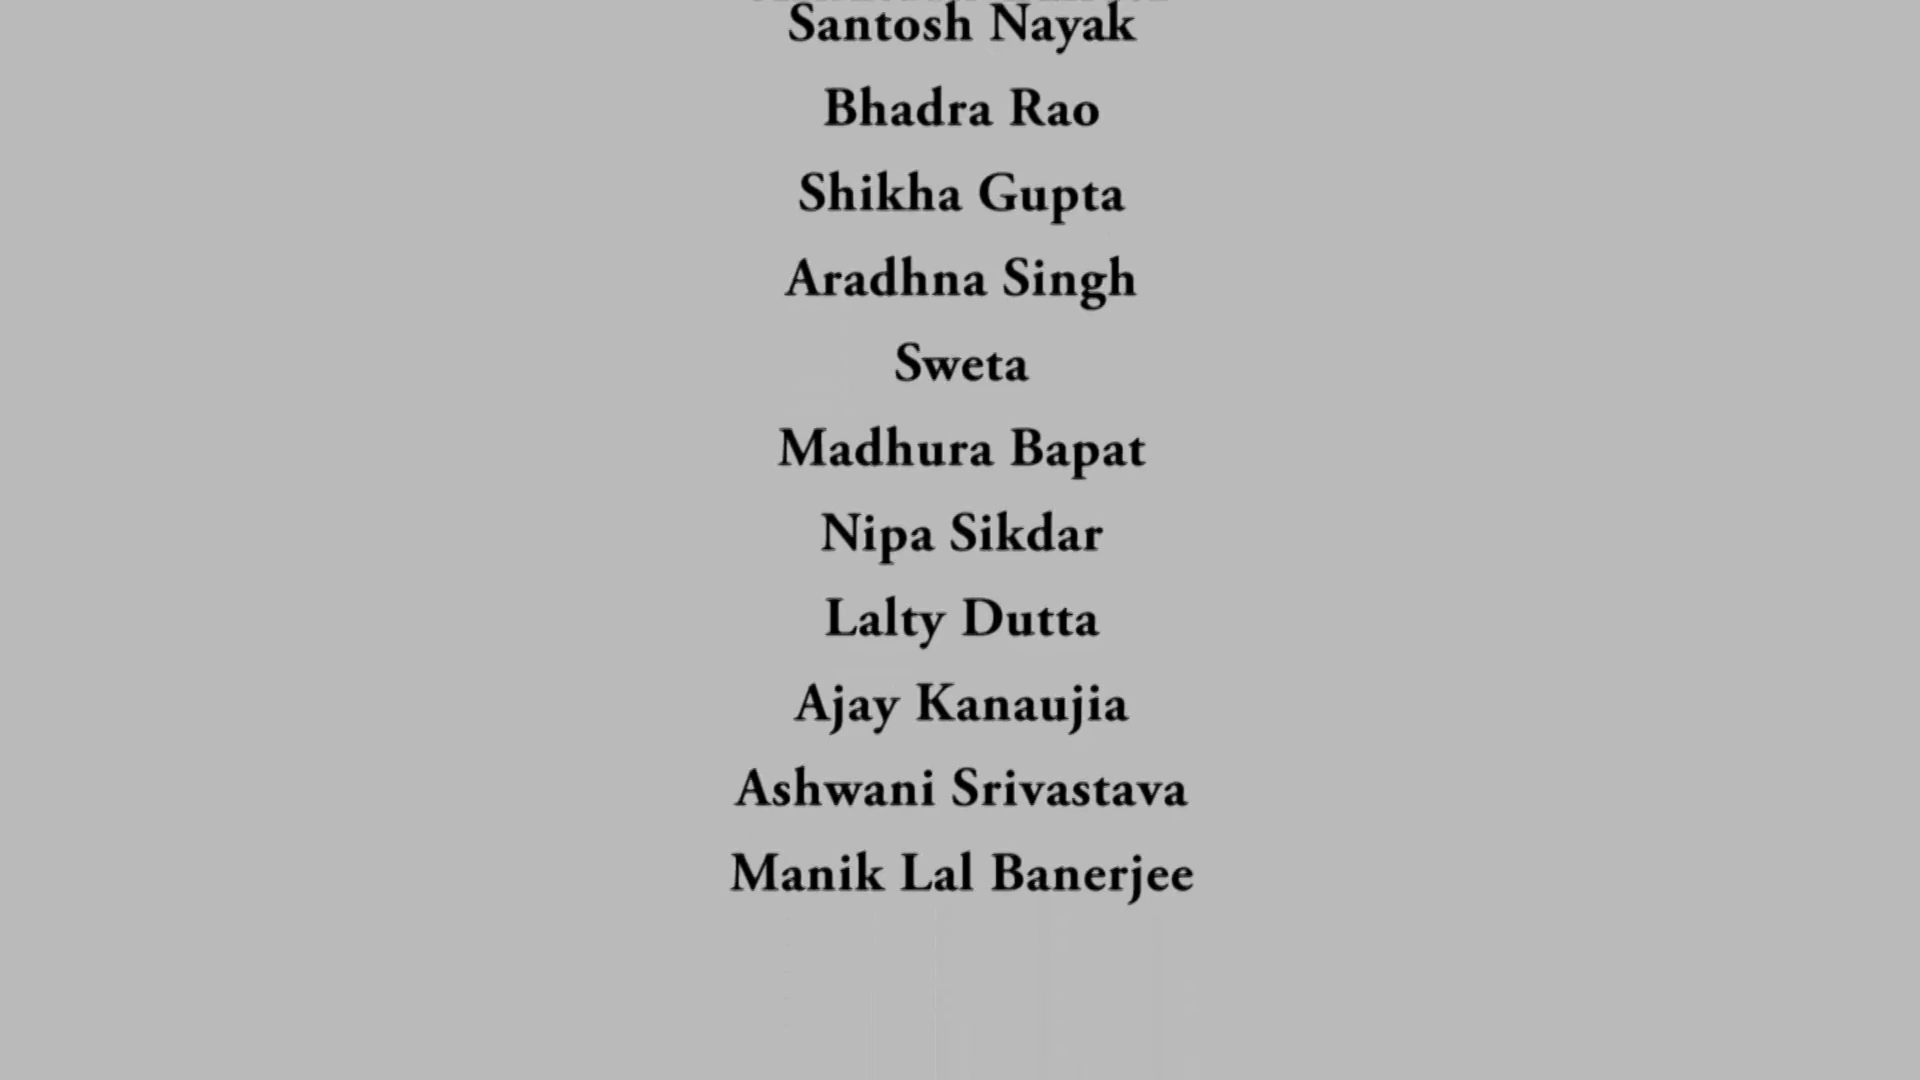 Santosh Nayak
Bhadra Rao
Shikha Gupta
Aradhna Singh
Sweta
Madhura Bapat
Nipa Sikdar
Lalty Dutta
Ajay Kanaujia
Ashwani Srivastava
Manik Lal Banerjee